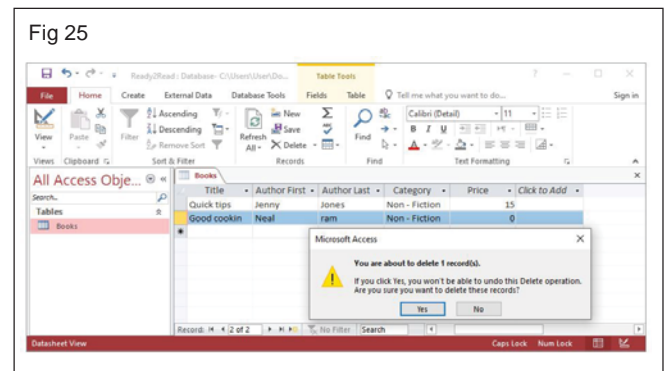 Fig 25
Ready2Read : Database- C:\Users\User\Do... Table Tools ? Sign in
File Home Create External Data Database Tools Fields Table Tell me what you want to do...
Ascending New Σ Calibri (Detail) 11
View Paste Filter Descending Refresh Save Find B I U
Remove Sort All Delete A
Views Clipboard Sort & Filter Records Find Text Formatting
All Access Obje... Books
Search... Title Author First Author Last Category Price Click to Add
Tables Quick tips Jenny Jones Non - Fiction 15
Books Good cookin Neal ram Non - Fiction 0
Microsoft Access
You are about to delete 1 record(s).
If you click Yes, you won't be able to undo this Delete operation.
Are you sure you want to delete these records?
Yes No
Record: 2 of 2 No Filter Search
Datasheet View Caps Lock Num Lock